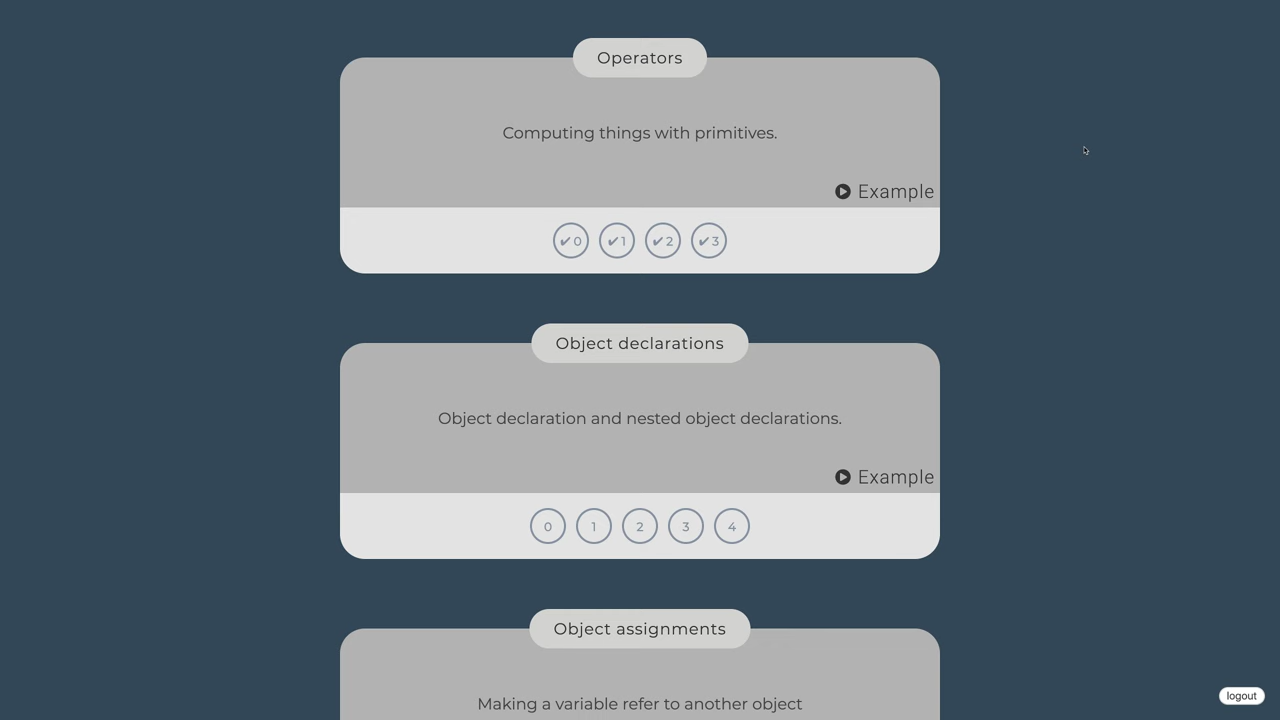 Operators
Computing things with primitives.
Example
✔0 ✔1 ✔2 ✔3
Object declarations
Object declaration and nested object declarations.
Example
0 1 2 3 4
Object assignments
Making a variable refer to another object
logout